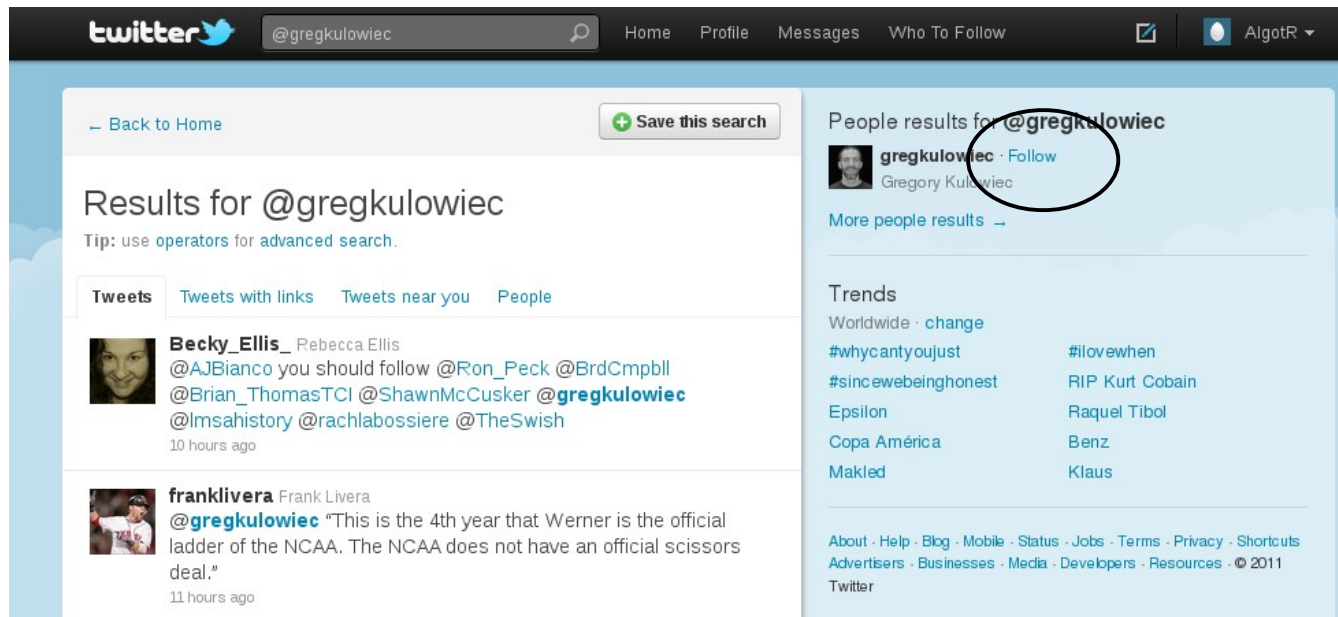 twitter
@gregkulowiec
Home Profile Messages Who To Follow
AlgotR
← Back to Home
Save this search
Results for @gregkulowiec
Tip: use operators for advanced search.
Tweets Tweets with links Tweets near you People
Becky_Ellis_ Rebecca Ellis
@AJBianco you should follow @Ron_Peck @BrdCmpbll
@Brian_ThomasTCI @ShawnMcCusker @gregkulowiec
@lmsahistory @rachlabossiere @TheSwish
10 hours ago
franklivera Frank Livera
@gregkulowiec "This is the 4th year that Werner is the official
ladder of the NCAA. The NCAA does not have an official scissors
deal."
11 hours ago
People results for @gregkulowiec
gregkulowiec · Follow
Gregory Kulowiec
More people results →
Trends
Worldwide · change
#whycantyoujust #ilovewhen
#sincewebeinghonest RIP Kurt Cobain
Epsilon Raquel Tibol
Copa América Benz
Makled Klaus
About · Help · Blog · Mobile · Status · Jobs · Terms · Privacy · Shortcuts
Advertisers · Businesses · Media · Developers · Resources · © 2011
Twitter